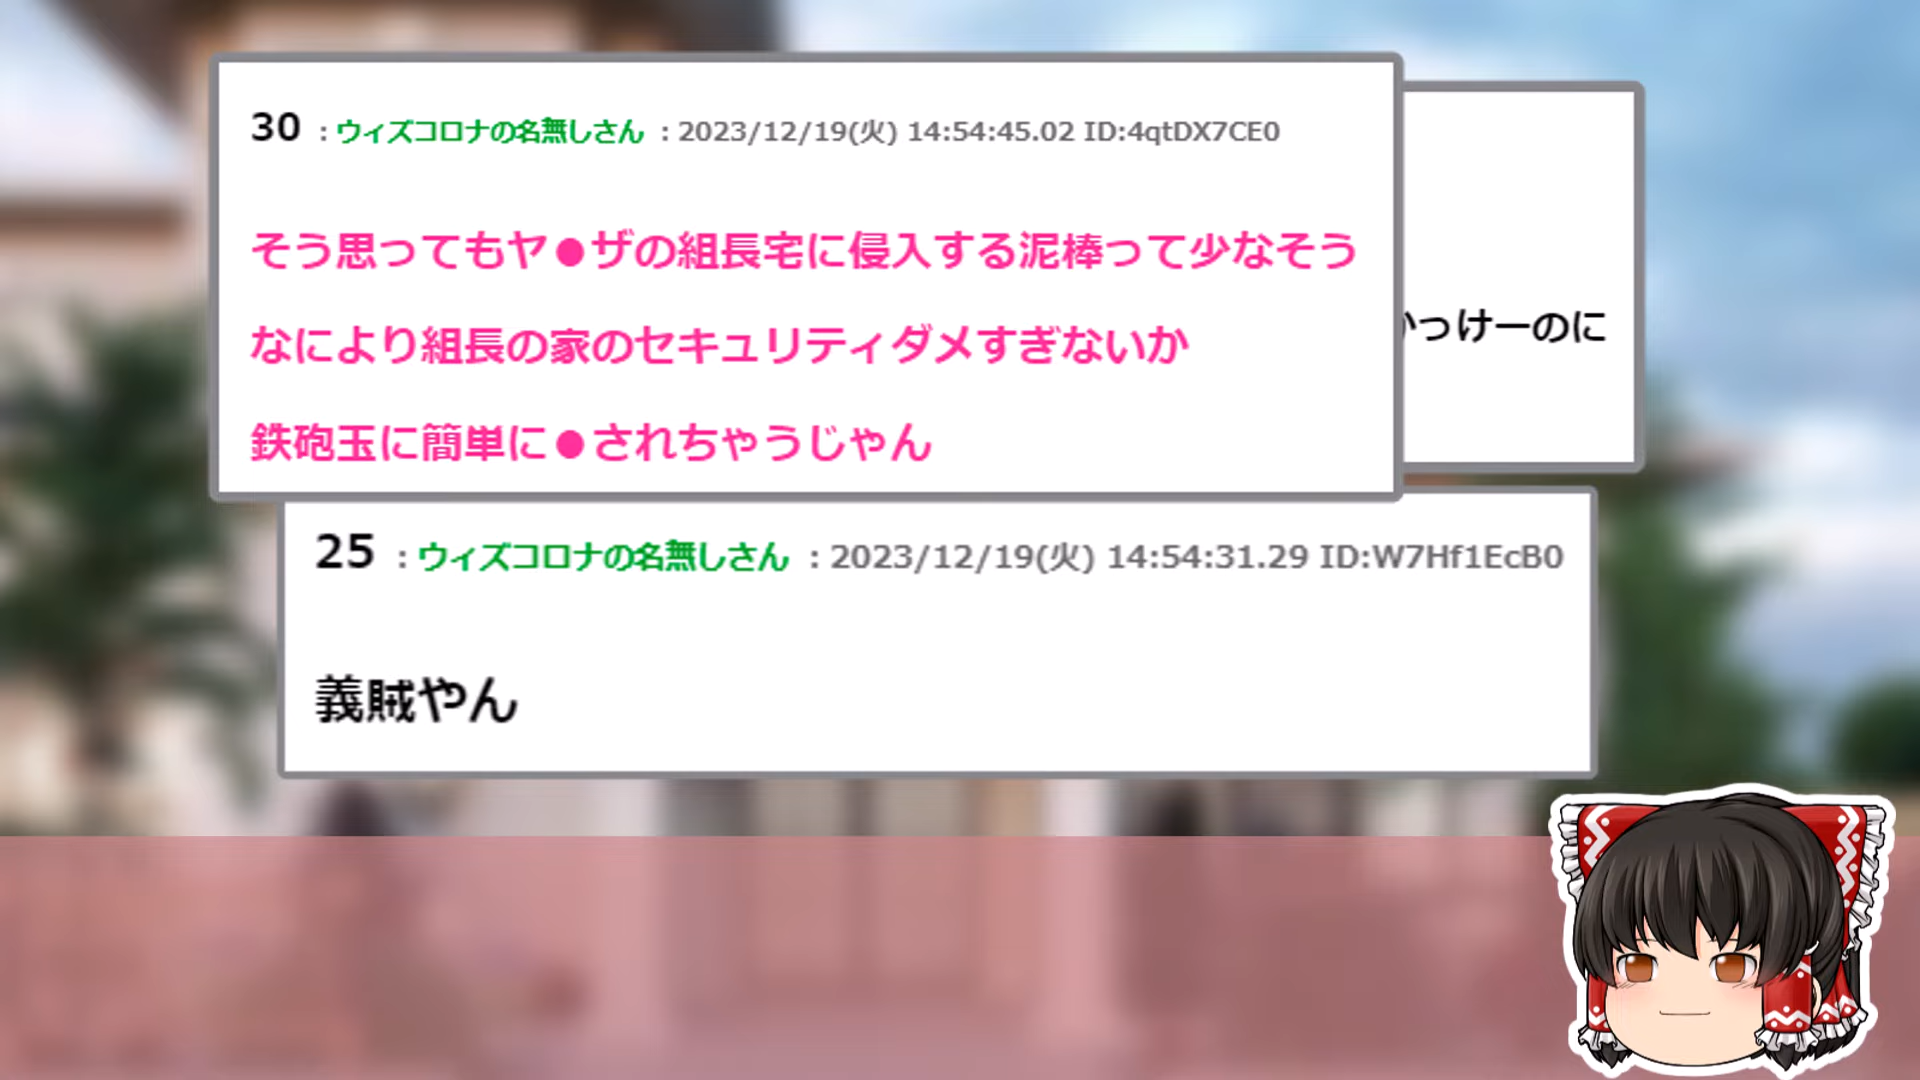 30 : ウィズコロナの名無しさん : 2023/12/19(火) 14:54:45.02 ID:4qtDX7CE0
そう思ってもヤ●ザの組長宅に侵入する泥棒って少なそう
なにより組長の家のセキュリティダメすぎないか
鉄砲玉に簡単に●されちゃうじゃん
っけーのに
25 : ウィズコロナの名無しさん : 2023/12/19(火) 14:54:31.29 ID:W7Hf1EcB0
義賊やん